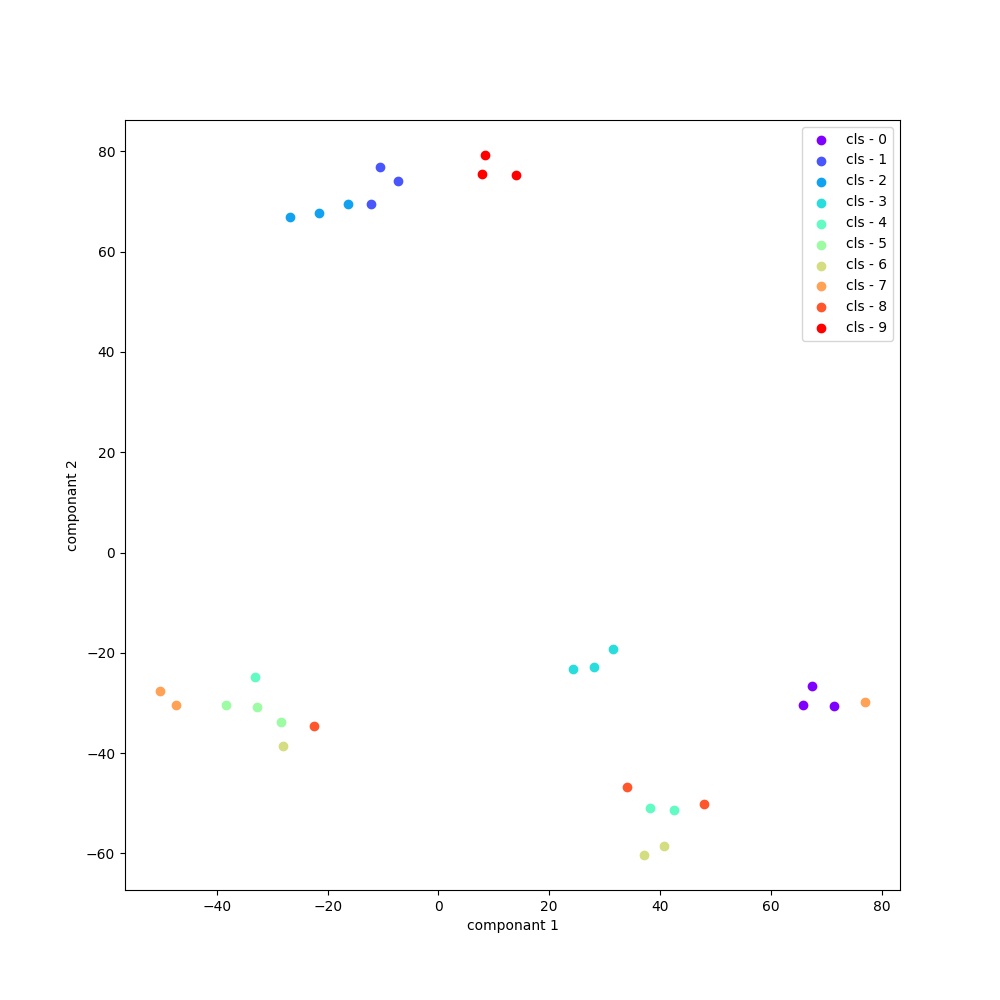 80
60
40
20
0
−20
−40
−60
componant 2
−40
−20
0
20
40
60
80
componant 1
cls - 0
cls - 1
cls - 2
cls - 3
cls - 4
cls - 5
cls - 6
cls - 7
cls - 8
cls - 9